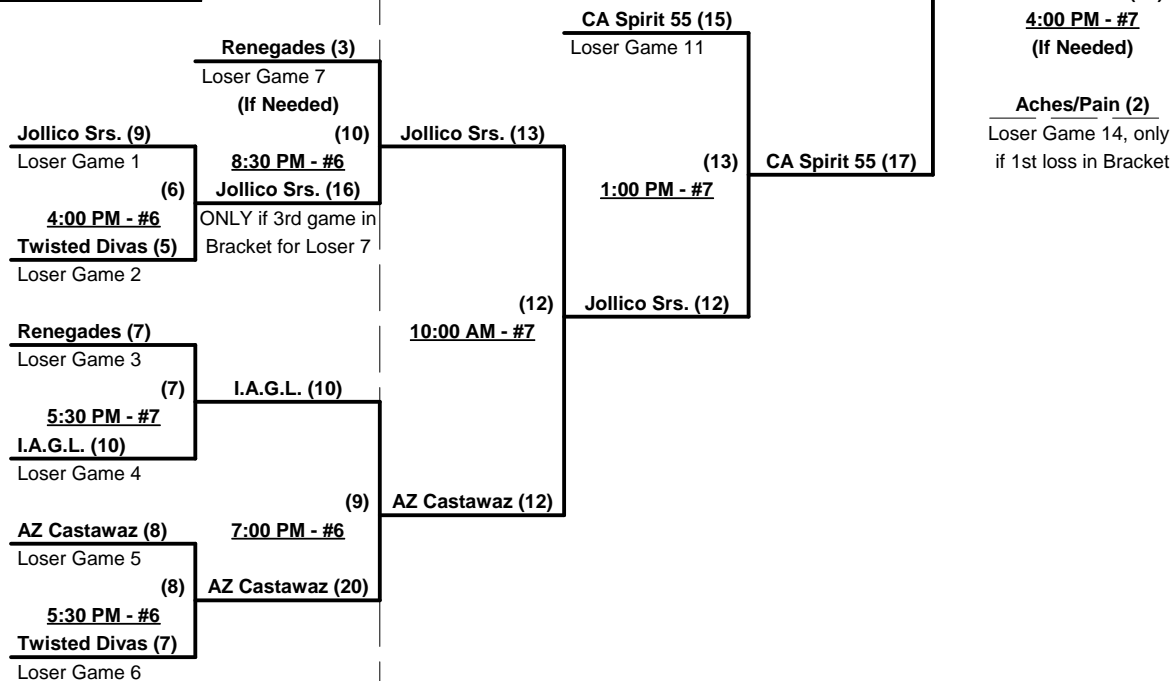 CA Spirit 55 (15)
Loser Game 11
4:00 PM - #7
(If Needed)
Renegades (3)
Loser Game 7
(If Needed)
(10)
8:30 PM - #6
Jollico Srs. (16)
ONLY if 3rd game in
Bracket for Loser 7
Jollico Srs. (9)
Loser Game 1
(6)
4:00 PM - #6
Twisted Divas (5)
Loser Game 2
Jollico Srs. (13)
(13)
1:00 PM - #7
CA Spirit 55 (17)
Aches/Pain (2)
Loser Game 14, only
if 1st loss in Bracket
(12)
10:00 AM - #7
Jollico Srs. (12)
Renegades (7)
Loser Game 3
(7)
5:30 PM - #7
I.A.G.L. (10)
Loser Game 4
I.A.G.L. (10)
(9)
7:00 PM - #6
AZ Castawaz (12)
AZ Castawaz (8)
Loser Game 5
(8)
5:30 PM - #6
Twisted Divas (7)
Loser Game 6
AZ Castawaz (20)